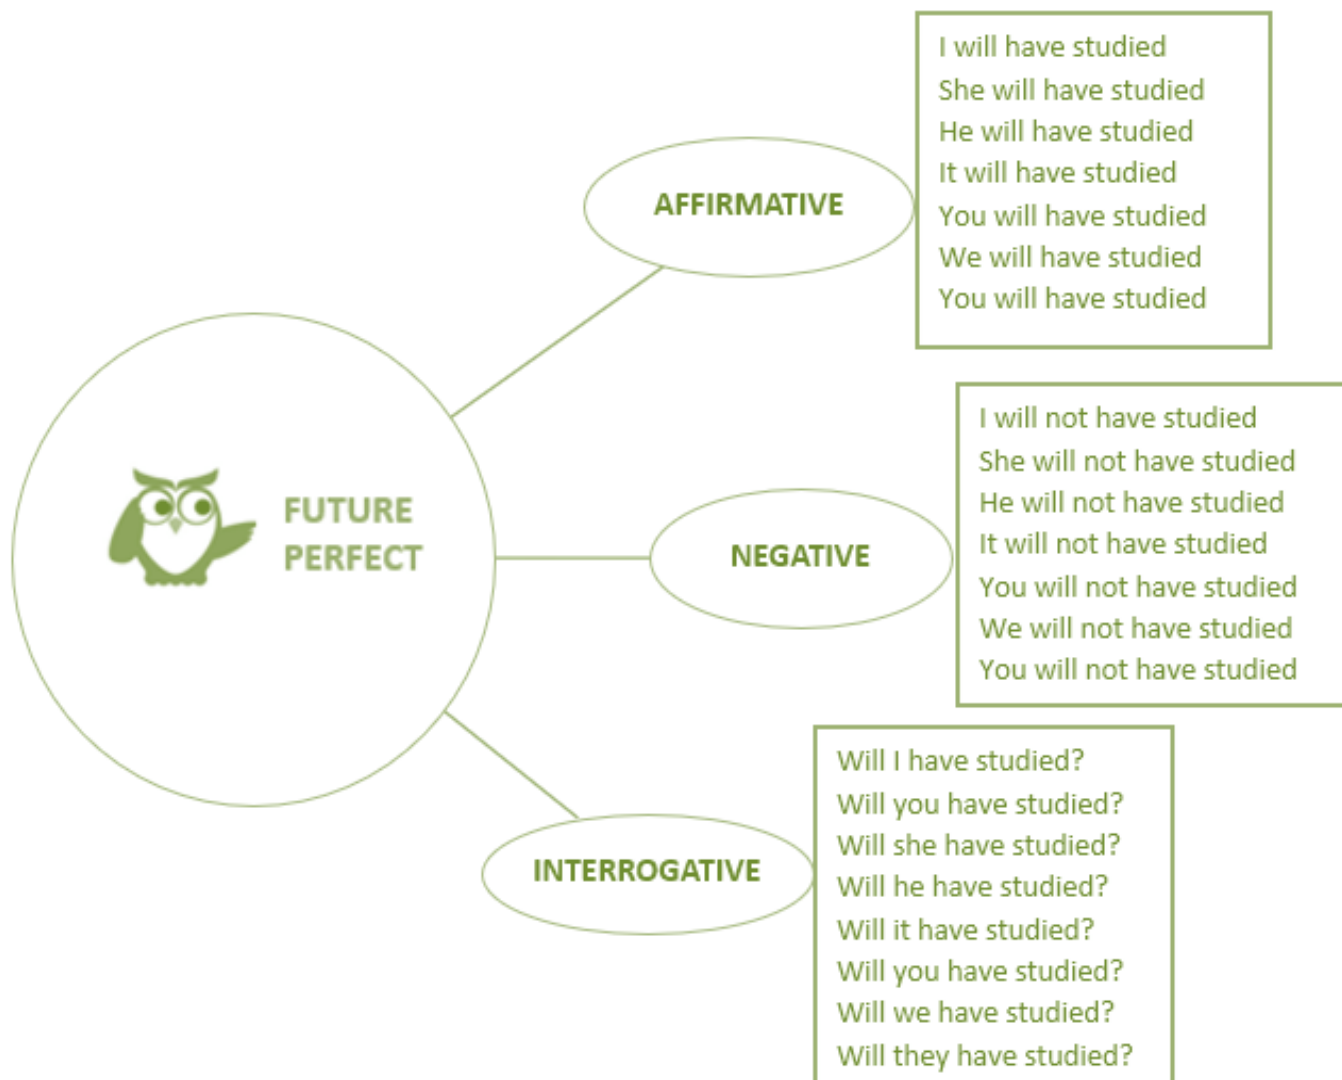 FUTURE
PERFECT
AFFIRMATIVE
I will have studied
She will have studied
He will have studied
It will have studied
You will have studied
We will have studied
You will have studied
NEGATIVE
I will not have studied
She will not have studied
He will not have studied
It will not have studied
You will not have studied
We will not have studied
You will not have studied
INTERROGATIVE
Will I have studied?
Will you have studied?
Will she have studied?
Will he have studied?
Will it have studied?
Will you have studied?
Will we have studied?
Will they have studied?